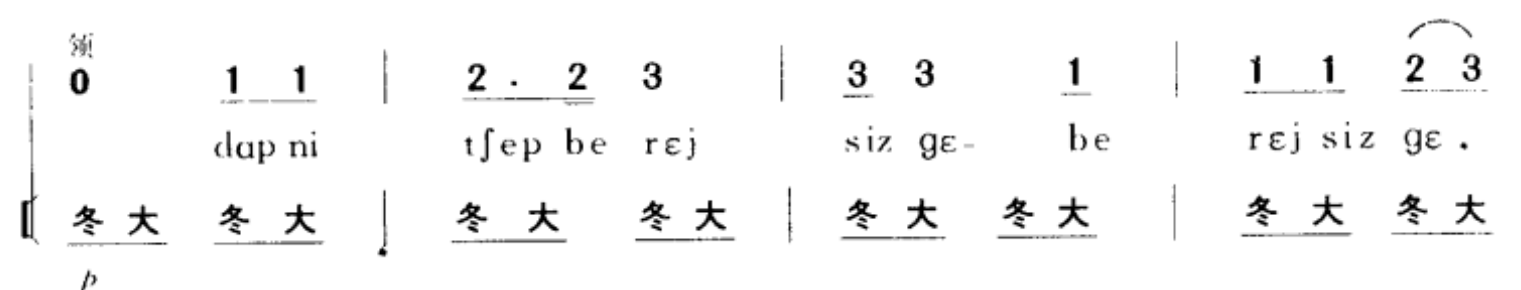 领
0 1 1 | 2 . 2 3 | 3 3 1 | 1 1 2 3
dɑp ni tʃep be rɛj siz gɛ- be rɛj siz gɛ .
冬 大 冬 大 | 冬 大 冬 大 | 冬 大 冬 大 | 冬 大 冬 大
p